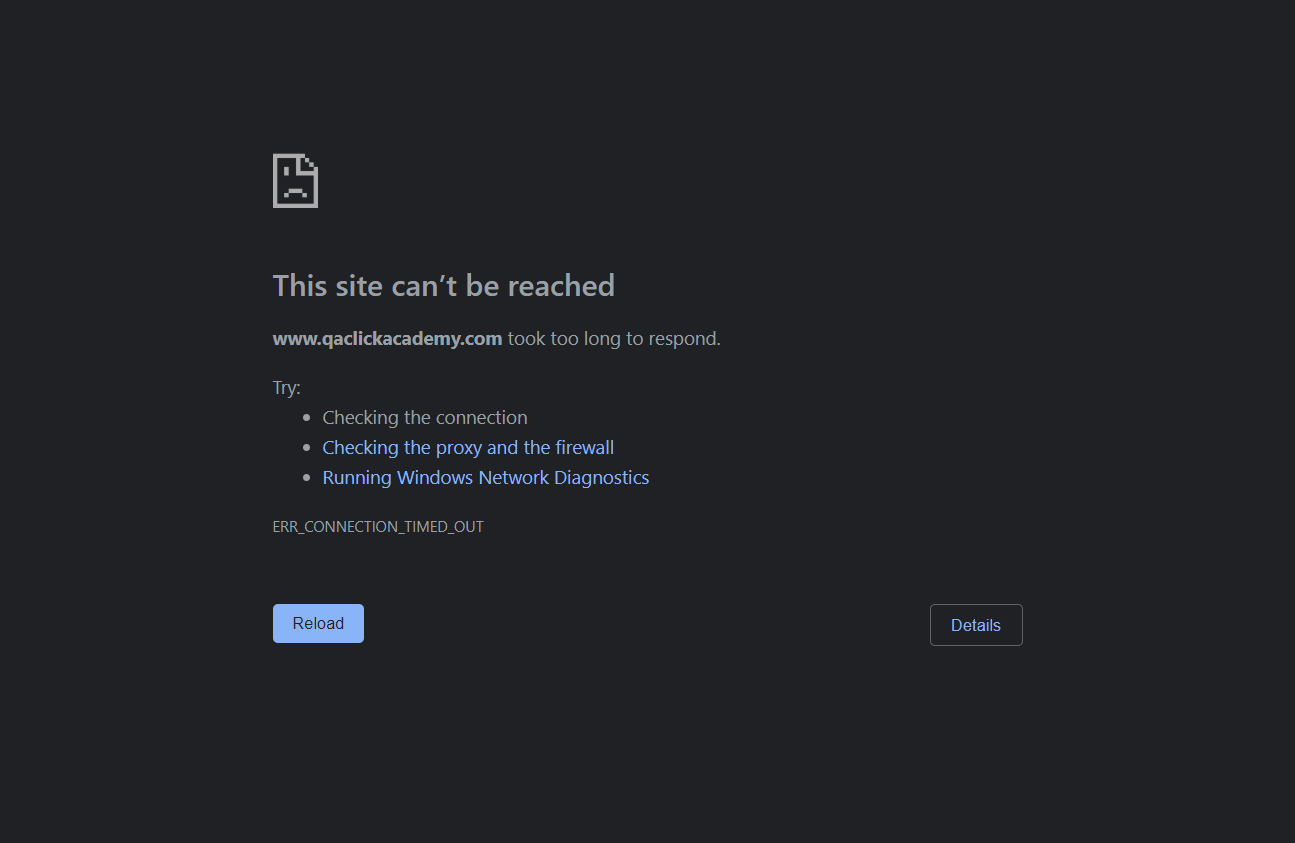 This site can’t be reached
www.qaclickacademy.com took too long to respond.
Try:
Checking the connection
Checking the proxy and the firewall
Running Windows Network Diagnostics
ERR_CONNECTION_TIMED_OUT
Reload
Details